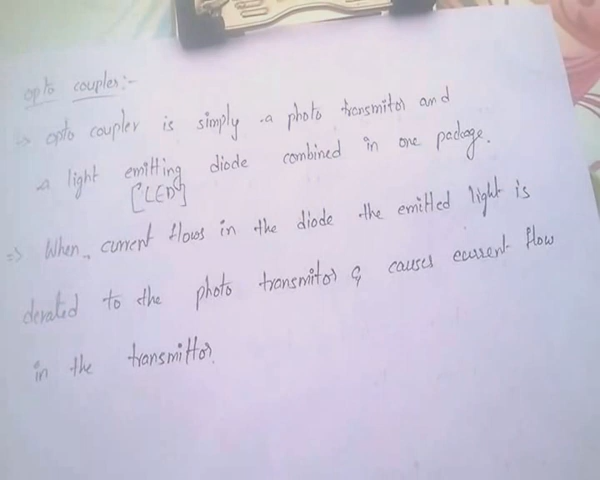 opto coupler:-
→ opto coupler is simply a photo transmitor and
a light emitting diode combined in one package.
[LED]
=> When current flows in the diode the emitted light is
derated to the photo transmitor & causes current flow
in the transmittor.